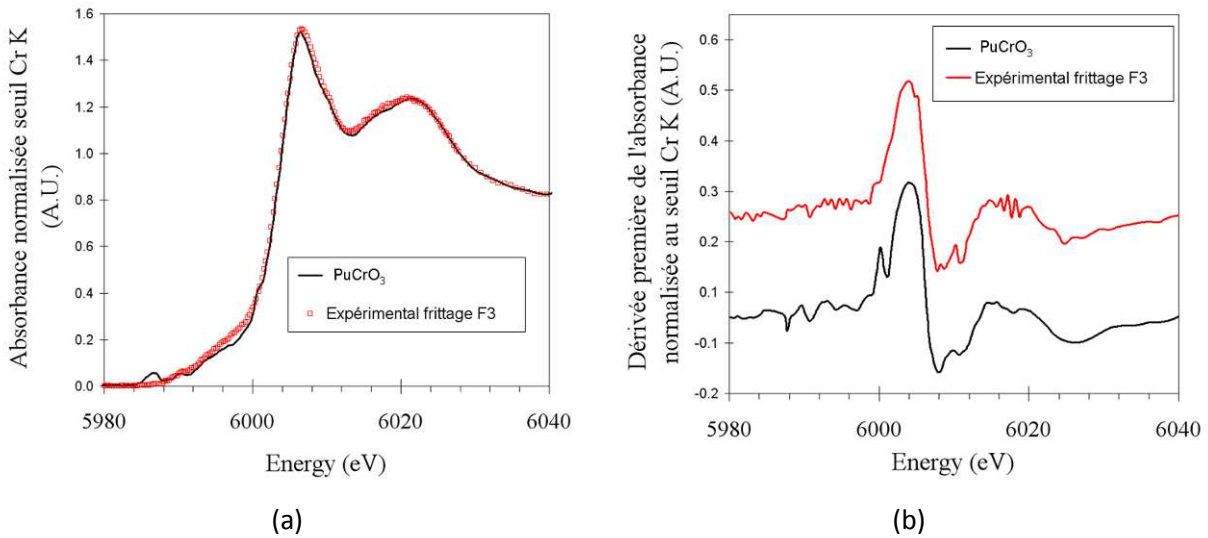 Absorbance normalisée seuil Cr K
(A.U.)
1.6
1.4
1.2
1.0
0.8
0.6
0.4
0.2
0.0
PuCrO₃
Expérimental frittage F3
5980
6000
6020
6040
Energy (eV)
(a)
Dérivée première de l'absorbance
normalisée au seuil Cr K (A.U.)
0.6
0.5
0.3
0.2
0.1
-0.1
-0.2
PuCrO₃
Expérimental frittage F3
5980
6000
6020
6040
Energy (eV)
(b)